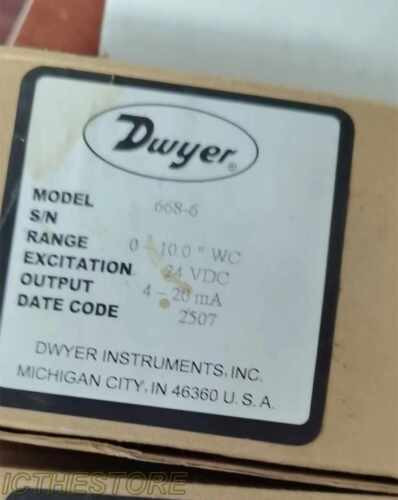 Dwyer®
MODEL 668-6
S/N
RANGE 0 - 10.0 " WC
EXCITATION 24 VDC
OUTPUT 4 - 20 mA
DATE CODE 2507
DWYER INSTRUMENTS, INC.
MICHIGAN CITY, IN 46360 U. S. A.
ICTHESTORE